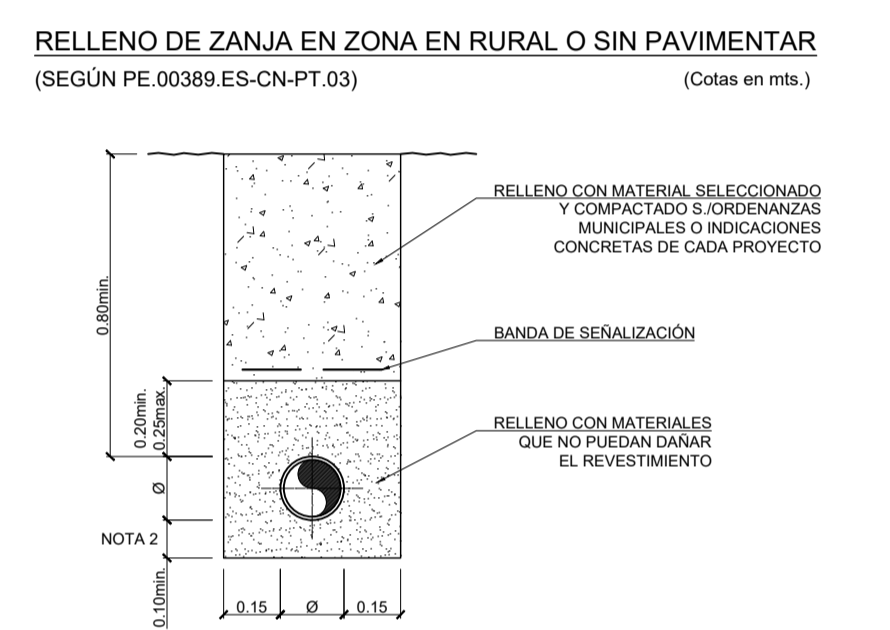 RELLENO DE ZANJA EN ZONA EN RURAL O SIN PAVIMENTAR
(SEGÚN PE.00389.ES-CN-PT.03)
(Cotas en mts.)
RELLENO CON MATERIAL SELECCIONADO
Y COMPACTADO S./ORDENANZAS
MUNICIPALES O INDICACIONES
CONCRETAS DE CADA PROYECTO
0.80min.
BANDA DE SEÑALIZACIÓN
0.20min.
0.25max.
RELLENO CON MATERIALES
QUE NO PUEDAN DAÑAR
EL REVESTIMIENTO
Ø
NOTA 2
0.10min.
0.15
Ø
0.15